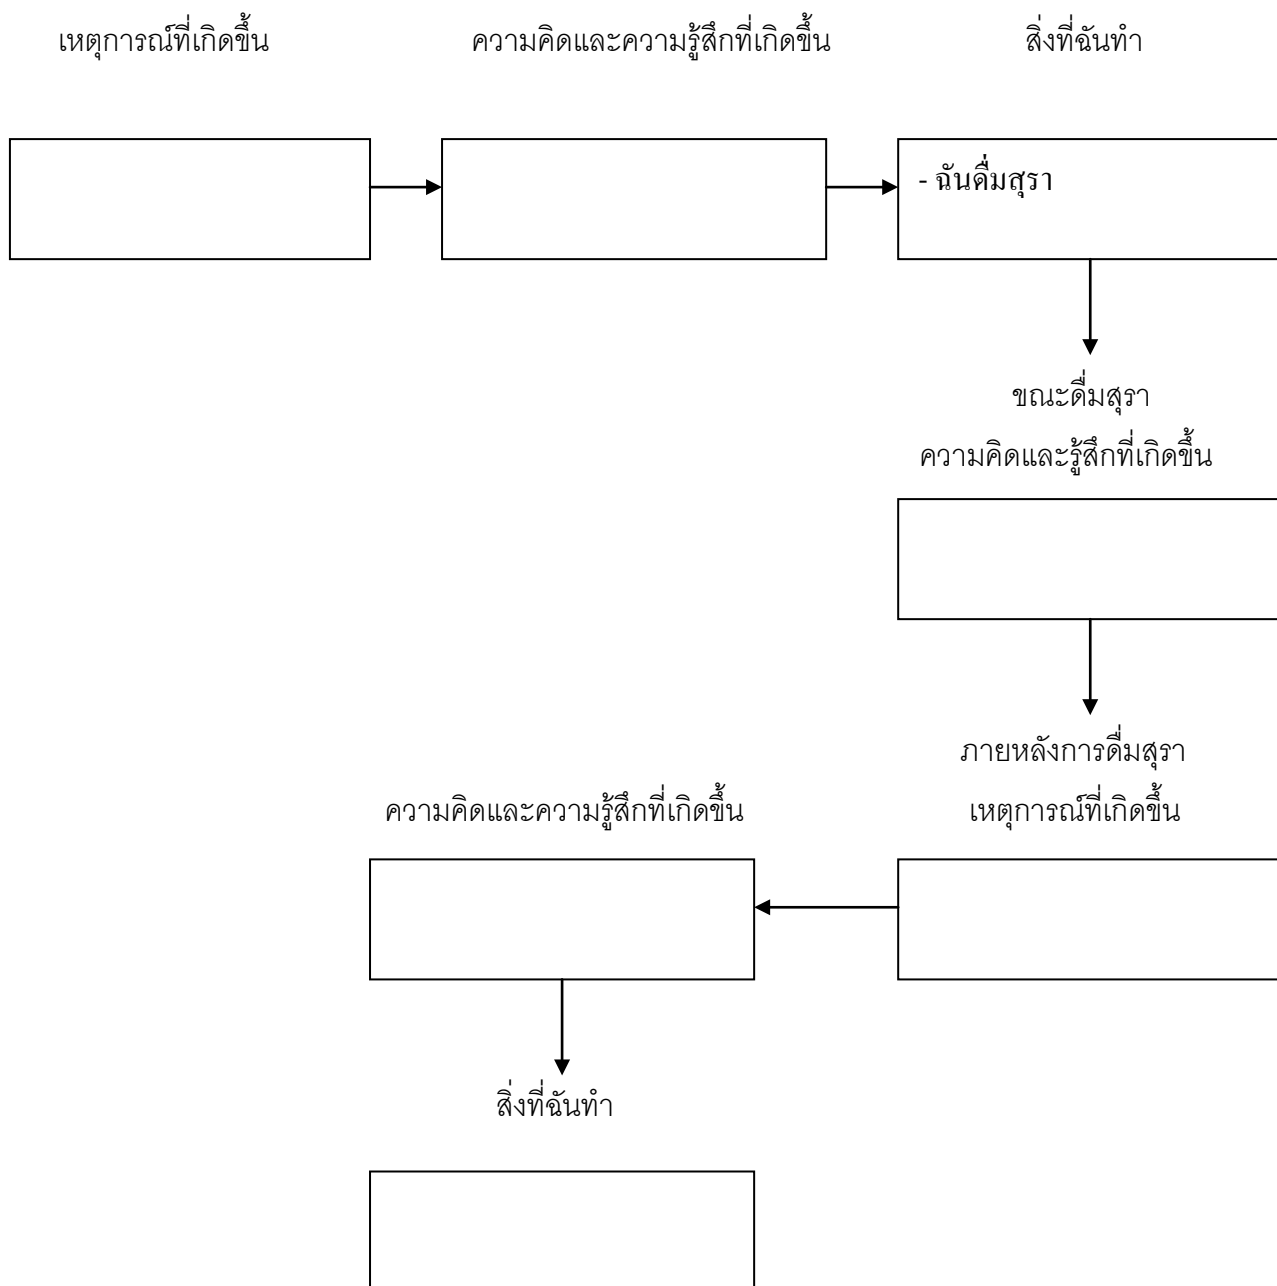 เหตุการณ์ที่เกิดขึ้น
ความคิดและความรู้สึกที่เกิดขึ้น
สิ่งที่ฉันทำ
- ฉันดื่มสุรา
ขณะดื่มสุรา
ความคิดและรู้สึกที่เกิดขึ้น
ภายหลังการดื่มสุรา
เหตุการณ์ที่เกิดขึ้น
ความคิดและความรู้สึกที่เกิดขึ้น
สิ่งที่ฉันทำ